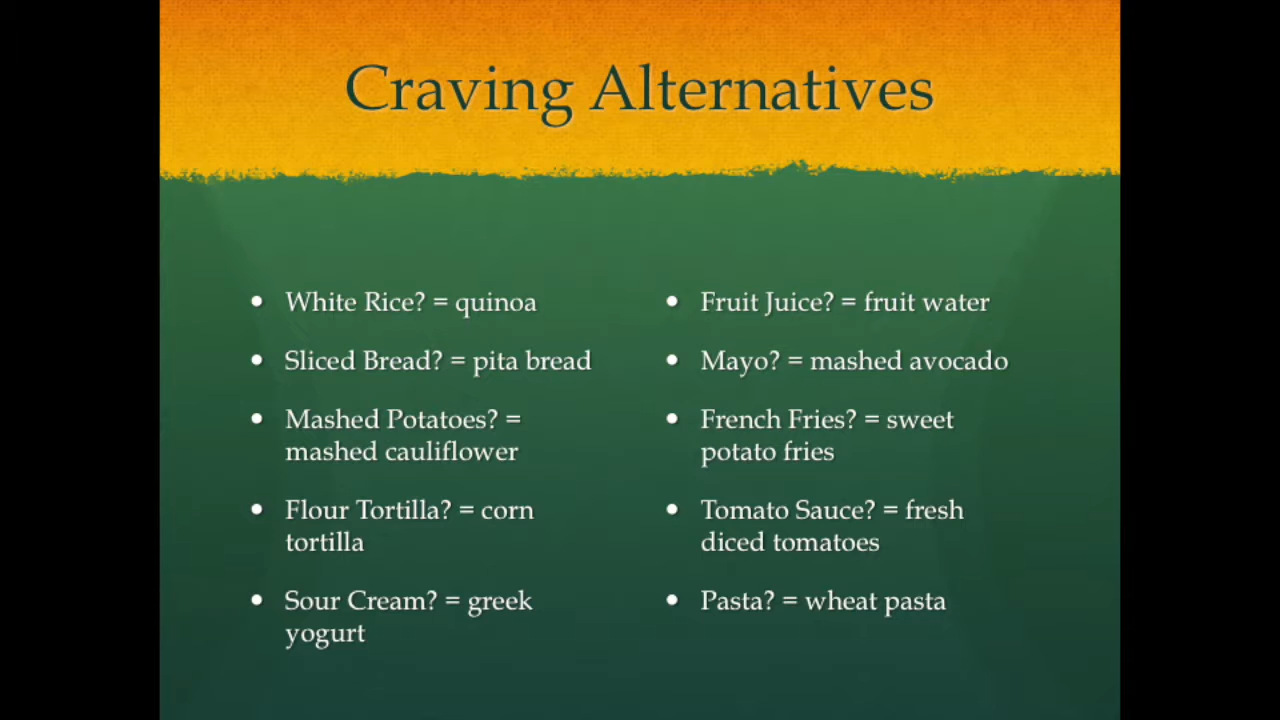 Craving Alternatives
• White Rice? = quinoa
• Sliced Bread? = pita bread
• Mashed Potatoes? =
mashed cauliflower
• Flour Tortilla? = corn
tortilla
• Sour Cream? = greek
yogurt
• Fruit Juice? = fruit water
• Mayo? = mashed avocado
• French Fries? = sweet
potato fries
• Tomato Sauce? = fresh
diced tomatoes
• Pasta? = wheat pasta